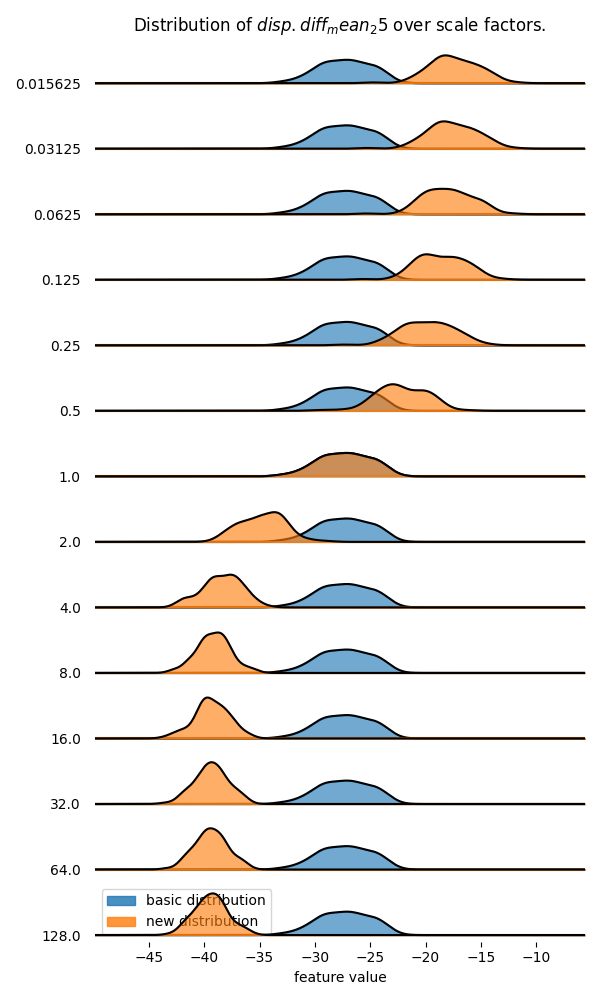 Distribution of disp. diff_mean_25 over scale factors.
0.015625
0.03125
0.0625
0.125
0.25
0.5
1.0
2.0
4.0
8.0
16.0
32.0
64.0
128.0
basic distribution
new distribution
−45 −40 −35 −30 −25 −20 −15 −10
feature value